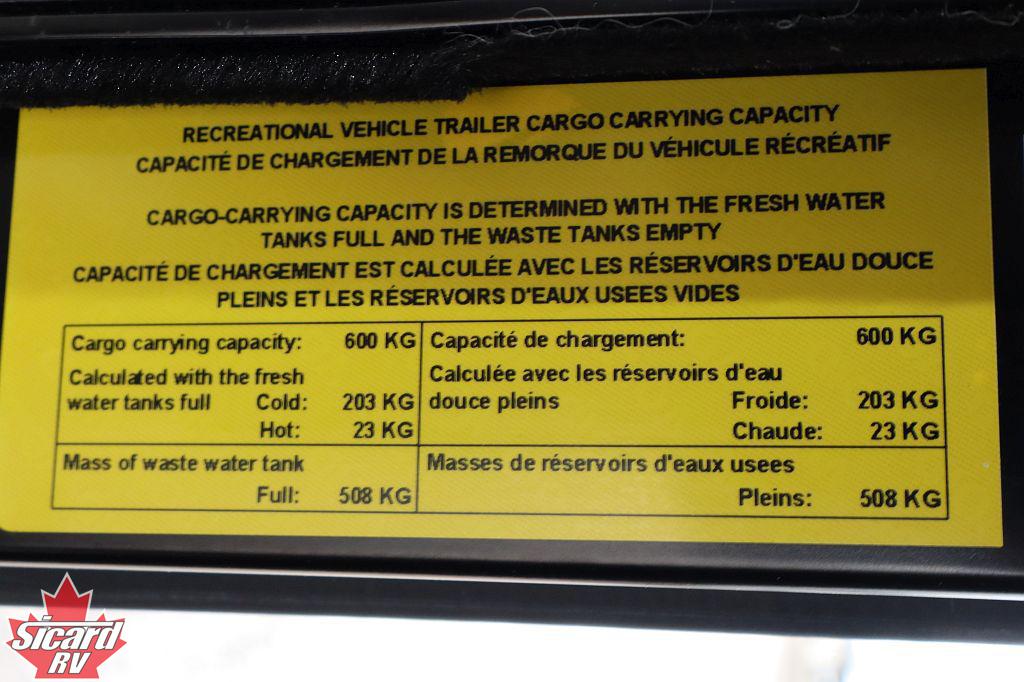 RECREATIONAL VEHICLE TRAILER CARGO CARRYING CAPACITY
CAPACITÉ DE CHARGEMENT DE LA REMORQUE DU VÉHICULE RÉCRÉATIF
CARGO-CARRYING CAPACITY IS DETERMINED WITH THE FRESH WATER
TANKS FULL AND THE WASTE TANKS EMPTY
CAPACITÉ DE CHARGEMENT EST CALCULÉE AVEC LES RÉSERVOIRS D'EAU DOUCE
PLEINS ET LES RÉSERVOIRS D'EAUX USEES VIDES
Cargo carrying capacity: 600 KG
Calculated with the fresh
water tanks full Cold: 203 KG
Hot: 23 KG
Mass of waste water tank
Full: 508 KG
Capacité de chargement: 600 KG
Calculée avec les réservoirs d'eau
douce pleins Froide: 203 KG
Chaude: 23 KG
Masses de réservoirs d'eaux usees
Pleins: 508 KG
Sicard
RV